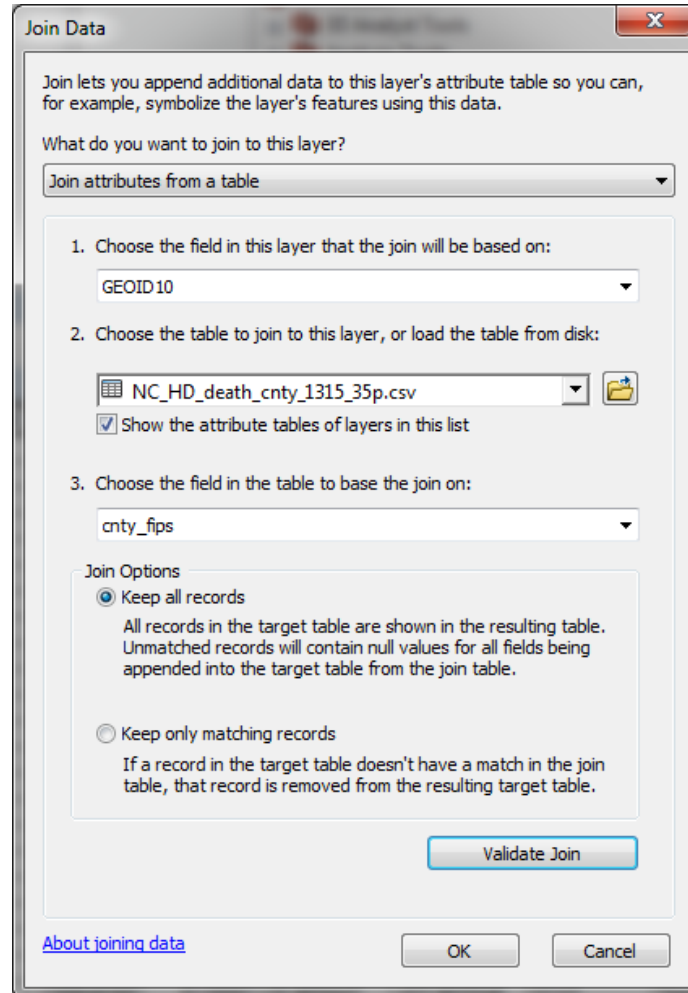 Join Data
Join lets you append additional data to this layer's attribute table so you can,
for example, symbolize the layer's features using this data.
What do you want to join to this layer?
Join attributes from a table
1. Choose the field in this layer that the join will be based on:
GEOID10
2. Choose the table to join to this layer, or load the table from disk:
NC_HD_death_cnty_1315_35p.csv
Show the attribute tables of layers in this list
3. Choose the field in the table to base the join on:
cnty_fips
Join Options
Keep all records
All records in the target table are shown in the resulting table.
Unmatched records will contain null values for all fields being
appended into the target table from the join table.
Keep only matching records
If a record in the target table doesn't have a match in the join
table, that record is removed from the resulting target table.
Validate Join
About joining data
OK
Cancel